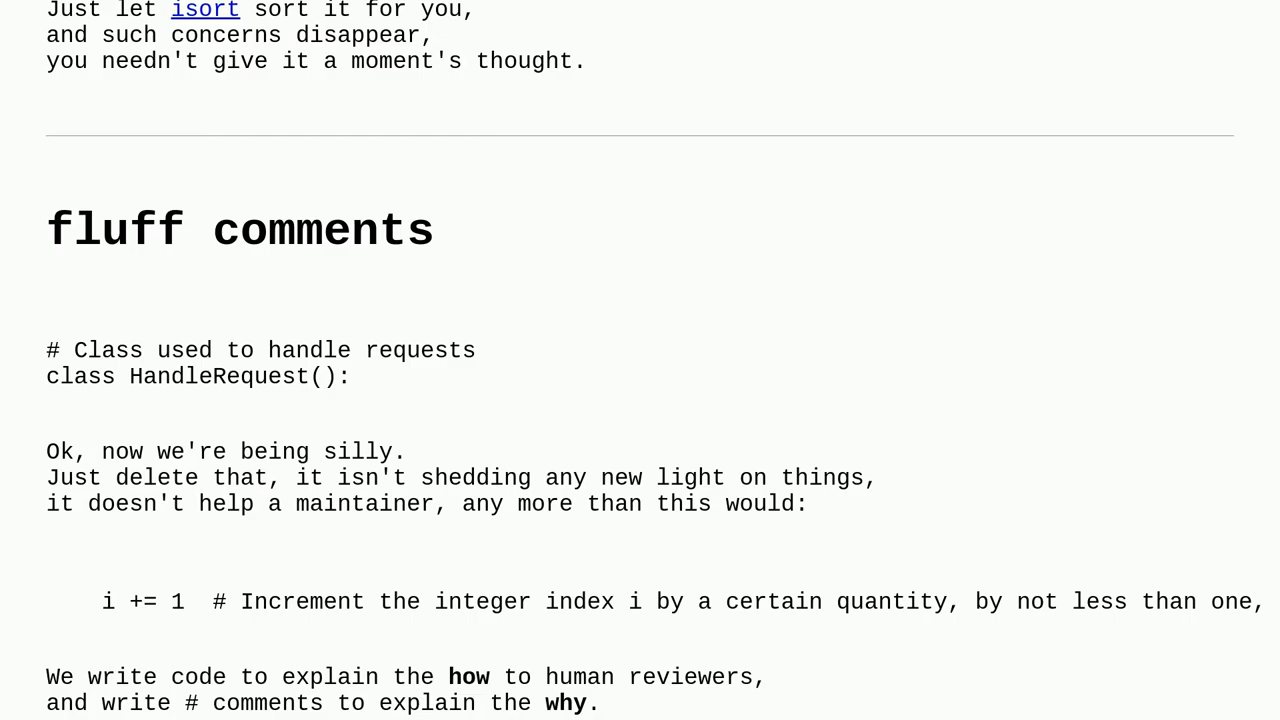 Just let isort sort it for you,
and such concerns disappear,
you needn't give it a moment's thought.
fluff comments
# Class used to handle requests
class HandleRequest():
Ok, now we're being silly.
Just delete that, it isn't shedding any new light on things,
it doesn't help a maintainer, any more than this would:
i += 1  # Increment the integer index i by a certain quantity, by not less than one,
We write code to explain the how to human reviewers,
and write # comments to explain the why.